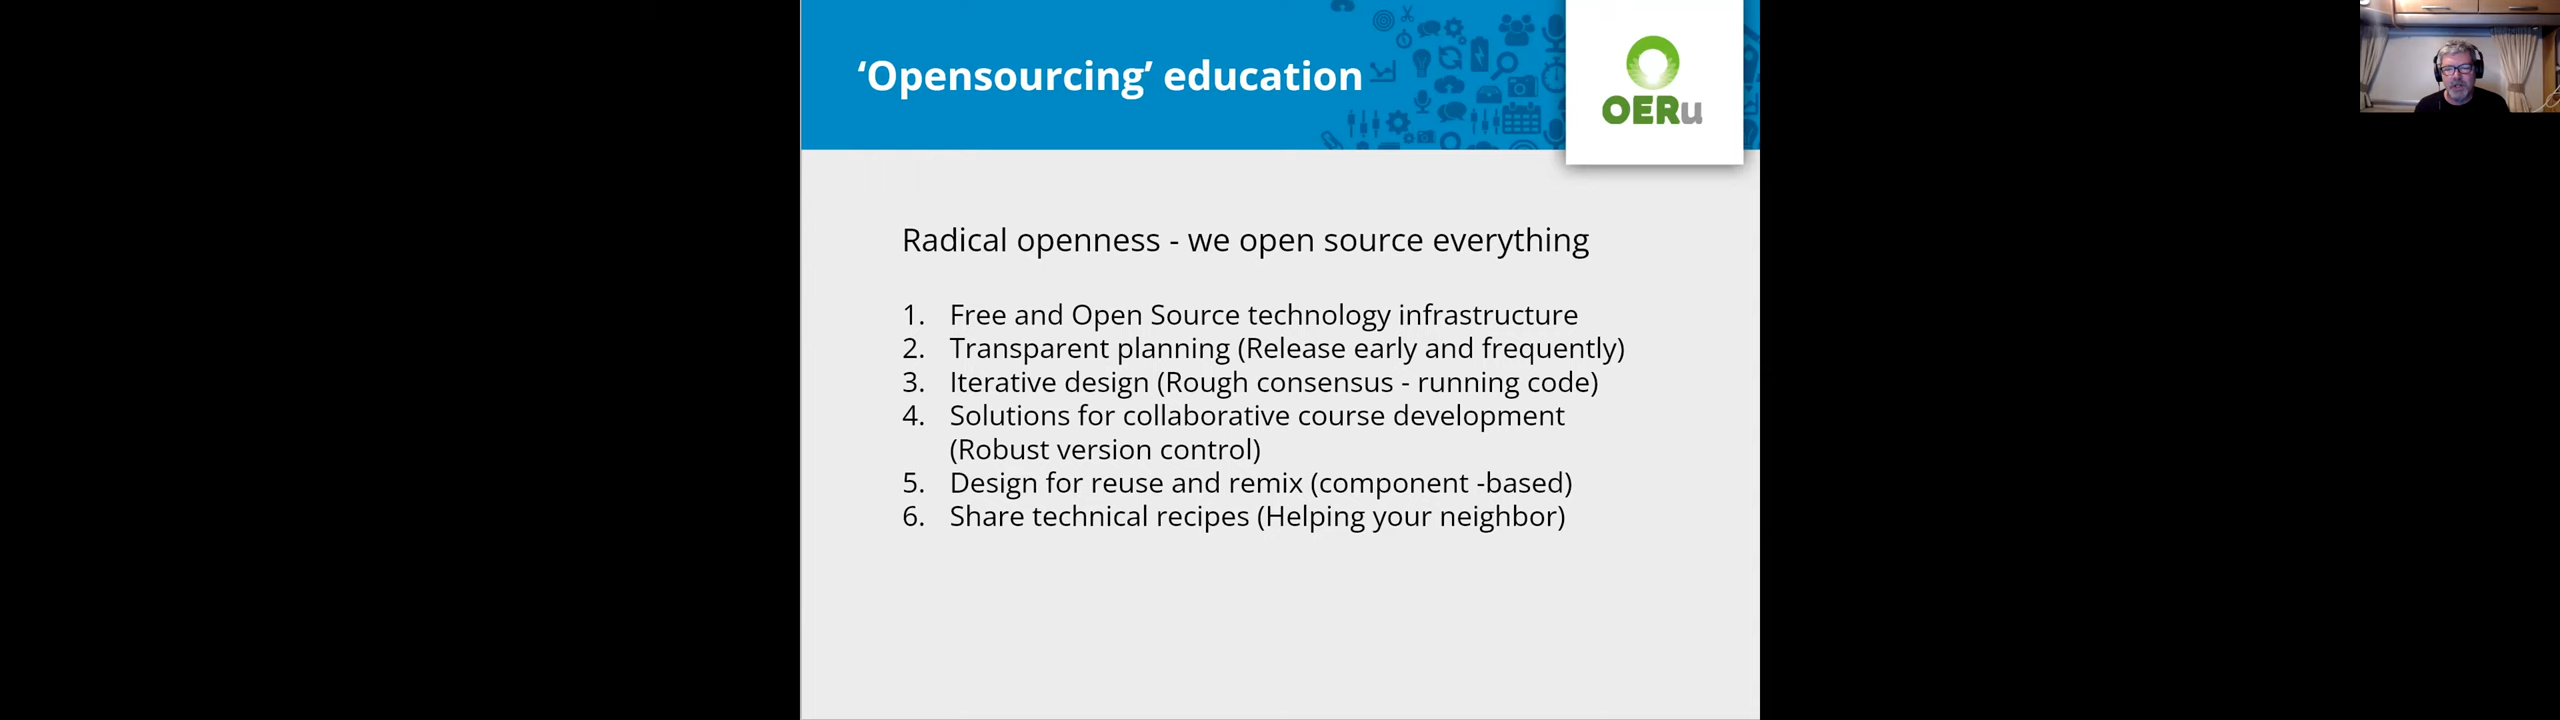 ‘Opensourcing’ education
OERu
Radical openness - we open source everything
1. Free and Open Source technology infrastructure
2. Transparent planning (Release early and frequently)
3. Iterative design (Rough consensus - running code)
4. Solutions for collaborative course development
(Robust version control)
5. Design for reuse and remix (component -based)
6. Share technical recipes (Helping your neighbor)